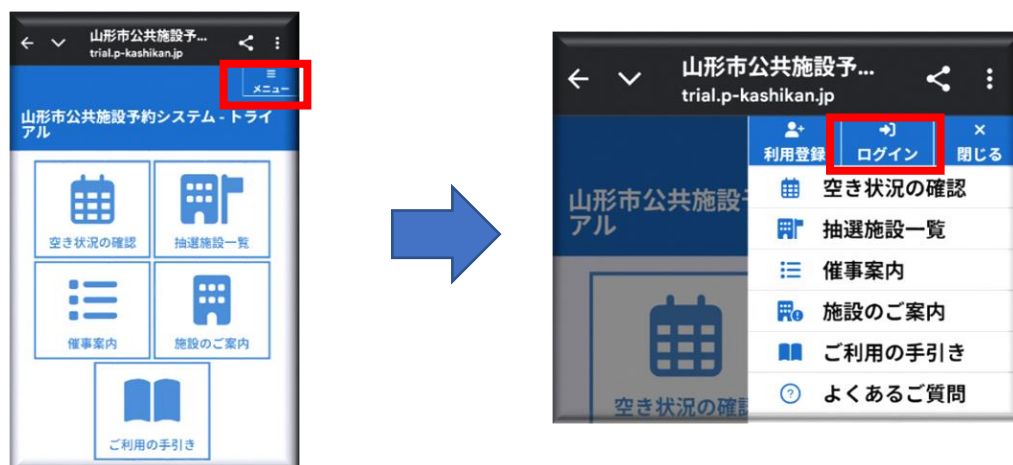 山形市公共施設予...
trial.p-kashikan.jp
メニュー
山形市公共施設予約システム - トライ
アル
空き状況の確認
抽選施設一覧
催事案内
施設のご案内
ご利用の手引き
山形市公共施設予...
trial.p-kashikan.jp
利用登録
ログイン
閉じる
山形市公共施設
アル
空き状況の確認
抽選施設一覧
催事案内
施設のご案内
ご利用の手引き
よくあるご質問
空き状況の確